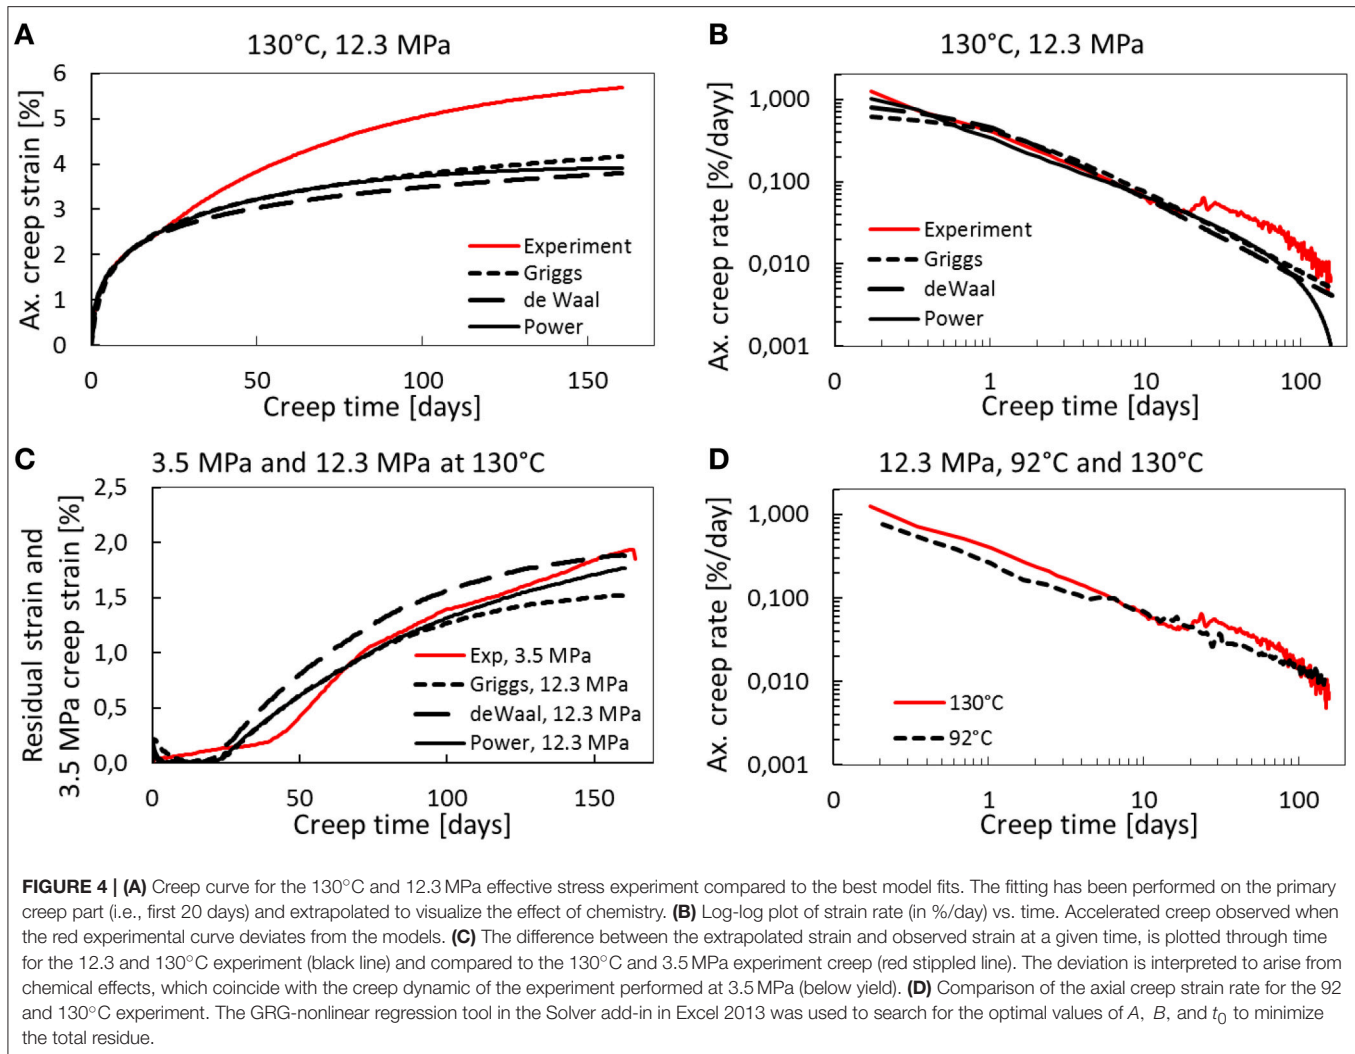 A
130°C, 12.3 MPa
Ax. creep strain [%]
6
5
4
3
2
1
0
Experiment
Griggs
de Waal
Power
0 50 100 150
Creep time [days]
B
130°C, 12.3 MPa
Ax. creep rate [%/dayy]
1,000
0,100
0,010
0,001
Experiment
Griggs
deWaal
Power
0 1 10 100
Creep time [days]
C
3.5 MPa and 12.3 MPa at 130°C
Residual strain and
3.5 MPa creep strain [%]
2,5
2,0
1,5
1,0
0,5
0,0
Exp, 3.5 MPa
Griggs, 12.3 MPa
deWaal, 12.3 MPa
Power, 12.3 MPa
0 50 100 150
Creep time [days]
D
12.3 MPa, 92°C and 130°C
Ax. creep rate [%/day]
1,000
0,100
0,010
0,001
130°C
92°C
0 1 10 100
Creep time [days]
FIGURE 4 | (A) Creep curve for the 130°C and 12.3 MPa effective stress experiment compared to the best model fits. The fitting has been performed on the primary
creep part (i.e., first 20 days) and extrapolated to visualize the effect of chemistry. (B) Log-log plot of strain rate (in %/day) vs. time. Accelerated creep observed when
the red experimental curve deviates from the models. (C) The difference between the extrapolated strain and observed strain at a given time, is plotted through time
for the 12.3 and 130°C experiment (black line) and compared to the 130°C and 3.5 MPa experiment creep (red stippled line). The deviation is interpreted to arise from
chemical effects, which coincide with the creep dynamic of the experiment performed at 3.5 MPa (below yield). (D) Comparison of the axial creep strain rate for the 92
and 130°C experiment. The GRG-nonlinear regression tool in the Solver add-in in Excel 2013 was used to search for the optimal values of A, B, and t0 to minimize
the total residue.